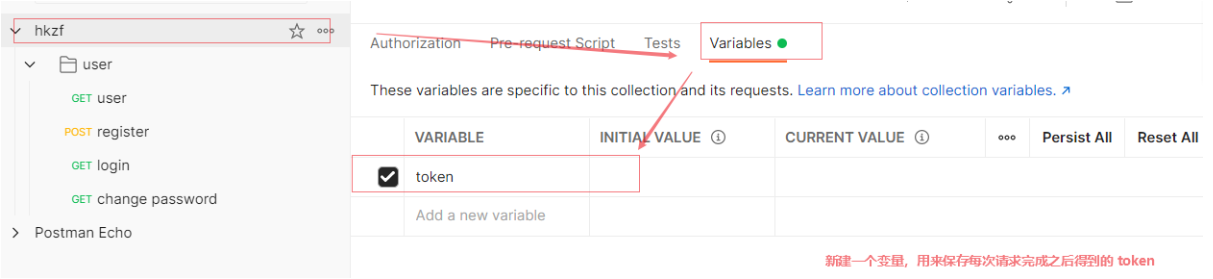 hkzf
user
GET user
POST register
GET login
GET change password
Postman Echo
Authorization Pre-request Script Tests Variables
These variables are specific to this collection and its requests. Learn more about collection variables. ↗
VARIABLE INITIAL VALUE CURRENT VALUE Persist All Reset All
token
Add a new variable
新建一个变量，用来保存每次请求完成之后得到的 token